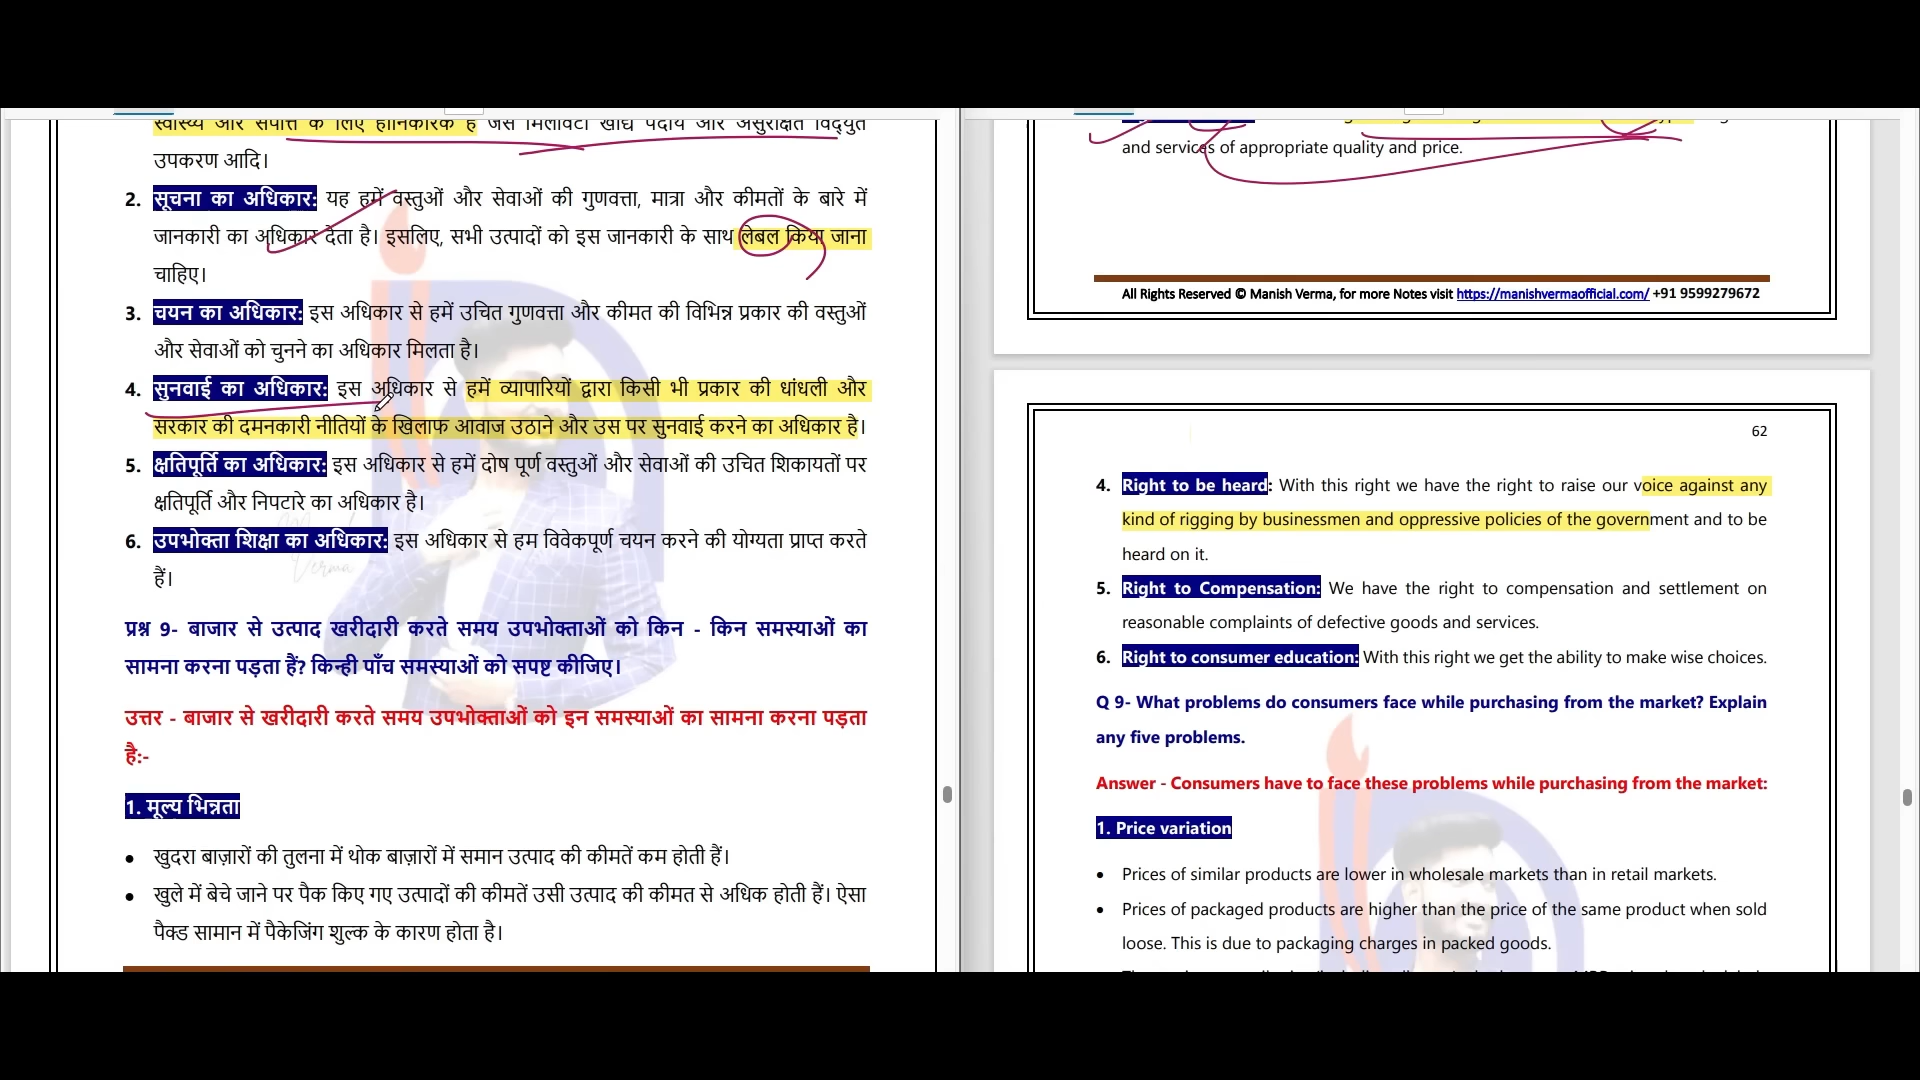 स्वास्थ्य और संपत्ति के लिए हानिकारक है जैसे मिलावटी खाद्य पदार्थ और असुरक्षित विद्युत
उपकरण आदि।
2. सूचना का अधिकार: यह हमें वस्तुओं और सेवाओं की गुणवत्ता, मात्रा और कीमतों के बारे में
जानकारी का अधिकार देता है। इसलिए, सभी उत्पादों को इस जानकारी के साथ लेबल किया जाना
चाहिए।
3. चयन का अधिकार: इस अधिकार से हमें उचित गुणवत्ता और कीमत की विभिन्न प्रकार की वस्तुओं
और सेवाओं को चुनने का अधिकार मिलता है।
4. सुनवाई का अधिकार: इस अधिकार से हमें व्यापारियों द्वारा किसी भी प्रकार की धांधली और
सरकार की दमनकारी नीतियों के खिलाफ आवाज उठाने और उस पर सुनवाई करने का अधिकार है।
5. क्षतिपूर्ति का अधिकार: इस अधिकार से हमें दोष पूर्ण वस्तुओं और सेवाओं की उचित शिकायतों पर
क्षतिपूर्ति और निपटारे का अधिकार है।
6. उपभोक्ता शिक्षा का अधिकार: इस अधिकार से हम विवेकपूर्ण चयन करने की योग्यता प्राप्त करते
हैं।
Verma
प्रश्न 9- बाजार से उत्पाद खरीदारी करते समय उपभोक्ताओं को किन - किन समस्याओं का
सामना करना पड़ता हैं? किन्ही पाँच समस्याओं को सपष्ट कीजिए।
उत्तर - बाजार से खरीदारी करते समय उपभोक्ताओं को इन समस्याओं का सामना करना पड़ता
है:-
1. मूल्य भिन्नता
• खुदरा बाज़ारों की तुलना में थोक बाज़ारों में समान उत्पाद की कीमतें कम होती हैं।
• खुले में बेचे जाने पर पैक किए गए उत्पादों की कीमतें उसी उत्पाद की कीमत से अधिक होती हैं। ऐसा
पैक्ड सामान में पैकेजिंग शुल्क के कारण होता है।
and services of appropriate quality and price.
All Rights Reserved © Manish Verma, for more Notes visit https://manishvermaofficial.com/ +91 9599279672
62
4. Right to be heard: With this right we have the right to raise our voice against any
kind of rigging by businessmen and oppressive policies of the government and to be
heard on it.
5. Right to Compensation: We have the right to compensation and settlement on
reasonable complaints of defective goods and services.
6. Right to consumer education: With this right we get the ability to make wise choices.
Q 9- What problems do consumers face while purchasing from the market? Explain
any five problems.
Answer - Consumers have to face these problems while purchasing from the market:
1. Price variation
• Prices of similar products are lower in wholesale markets than in retail markets.
• Prices of packaged products are higher than the price of the same product when sold
loose. This is due to packaging charges in packed goods.